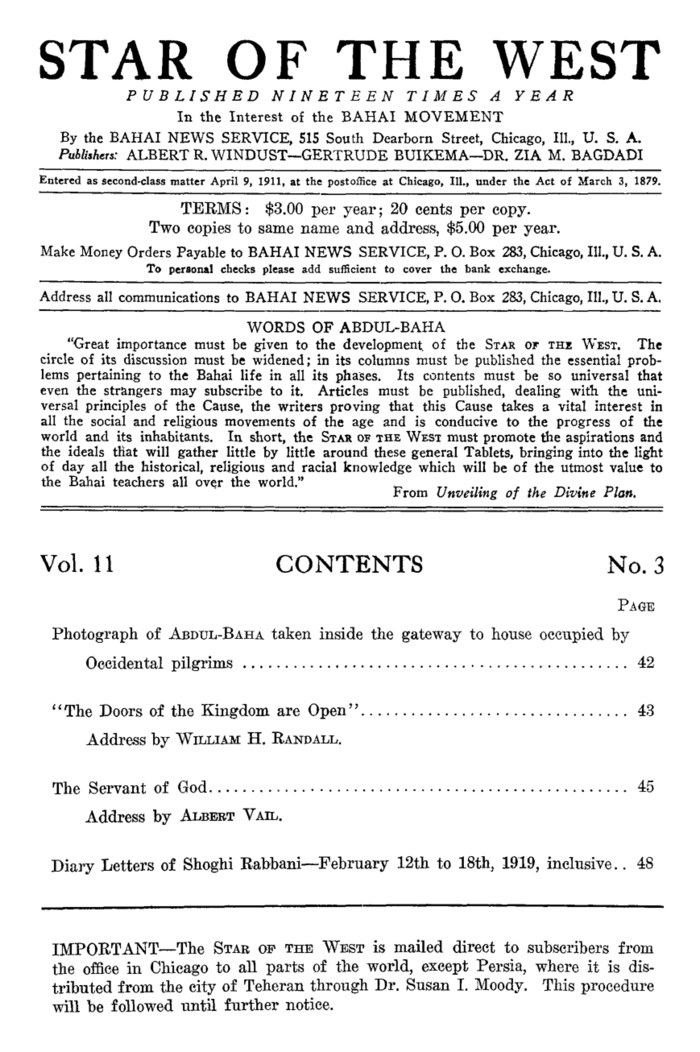 STAR OF THE WEST
PUBLISHED NINETEEN TIMES A YEAR
In the Interest of the BAHAI MOVEMENT
By the BAHAI NEWS SERVICE, 515 South Dearborn Street, Chicago, Ill., U. S. A.
Publishers: ALBERT R. WINDUST—GERTRUDE BUIKEMA—DR. ZIA M. BAGDADI
Entered as second-class matter April 9, 1911, at the postoffice at Chicago, Ill., under the Act of March 3, 1879.
TERMS: $3.00 per year; 20 cents per copy.
Two copies to same name and address, $5.00 per year.
Make Money Orders Payable to BAHAI NEWS SERVICE, P. O. Box 283, Chicago, Ill., U. S. A.
To personal checks please add sufficient to cover the bank exchange.
Address all communications to BAHAI NEWS SERVICE, P. O. Box 283, Chicago, Ill., U. S. A.
WORDS OF ABDUL-BAHA
"Great importance must be given to the development of the STAR OF THE WEST. The
circle of its discussion must be widened; in its columns must be published the essential prob-
lems pertaining to the Bahai life in all its phases. Its contents must be so universal that
even the strangers may subscribe to it. Articles must be published, dealing with the uni-
versal principles of the Cause, the writers proving that this Cause takes a vital interest in
all the social and religious movements of the age and is conducive to the progress of the
world and its inhabitants. In short, the STAR OF THE WEST must promote the aspirations and
the ideals that will gather little by little around these general Tablets, bringing into the light
of day all the historical, religious and racial knowledge which will be of the utmost value to
the Bahai teachers all over the world."
From Unveiling of the Divine Plan.
Vol. 11 CONTENTS No. 3
PAGE
Photograph of ABDUL-BAHA taken inside the gateway to house occupied by
Occidental pilgrims .............................................. 42
"The Doors of the Kingdom are Open"................................ 43
Address by WILLIAM H. RANDALL.
The Servant of God.................................................. 45
Address by ALBERT VAIL.
Diary Letters of Shoghi Rabbani—February 12th to 18th, 1919, inclusive.. 48
IMPORTANT—The STAR OF THE WEST is mailed direct to subscribers from
the office in Chicago to all parts of the world, except Persia, where it is dis-
tributed from the city of Teheran through Dr. Susan I. Moody. This procedure
will be followed until further notice.